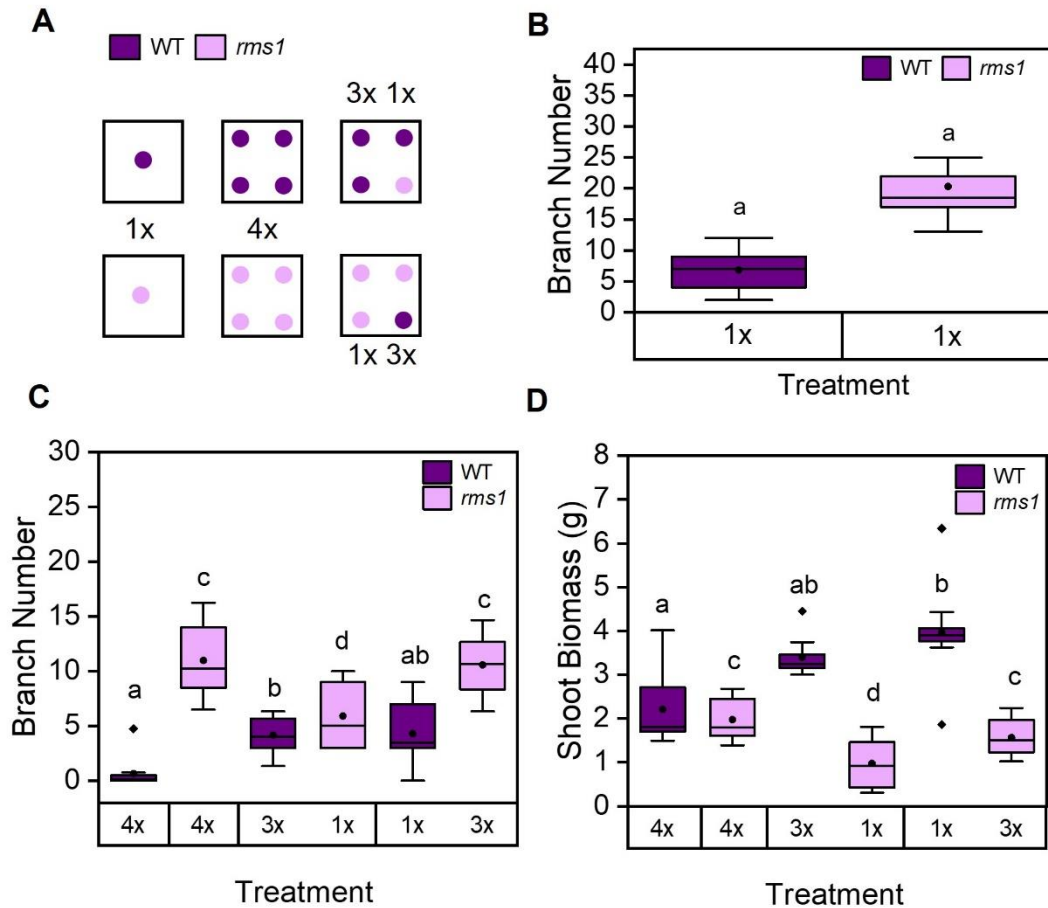 A
WT rms1
3x 1x
1x 4x
1x 3x
B
WT rms1
Branch Number
40
35
30
25
20
15
10
5
0
a a
1x 1x
Treatment
C
WT
rms1
Branch Number
30
25
20
15
10
5
0
a c b d ab c
4x 4x 3x 1x 1x 3x
Treatment
D
WT
rms1
Shoot Biomass (g)
8
7
6
5
4
3
2
1
0
a c ab d b c
4x 4x 3x 1x 1x 3x
Treatment